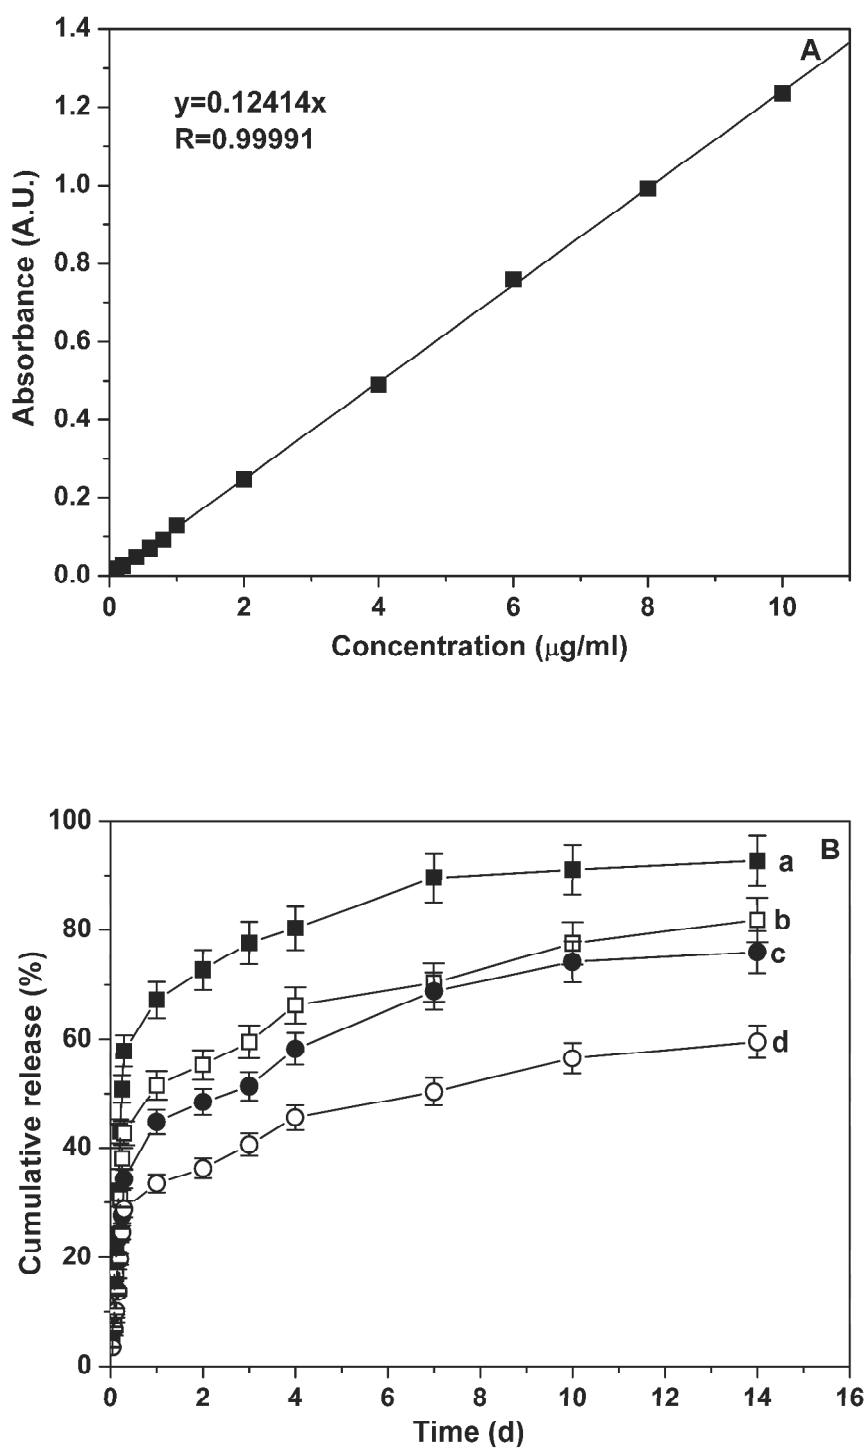 A
y=0.12414x
R=0.99991
1.4
1.2
1.0
0.8
0.6
0.4
0.2
0.0
Absorbance (A.U.)
0 2 4 6 8 10
Concentration (μg/ml)
B
100
80
60
40
20
0
Cumulative release (%)
a
b
c
d
0 2 4 6 8 10 12 14 16
Time (d)